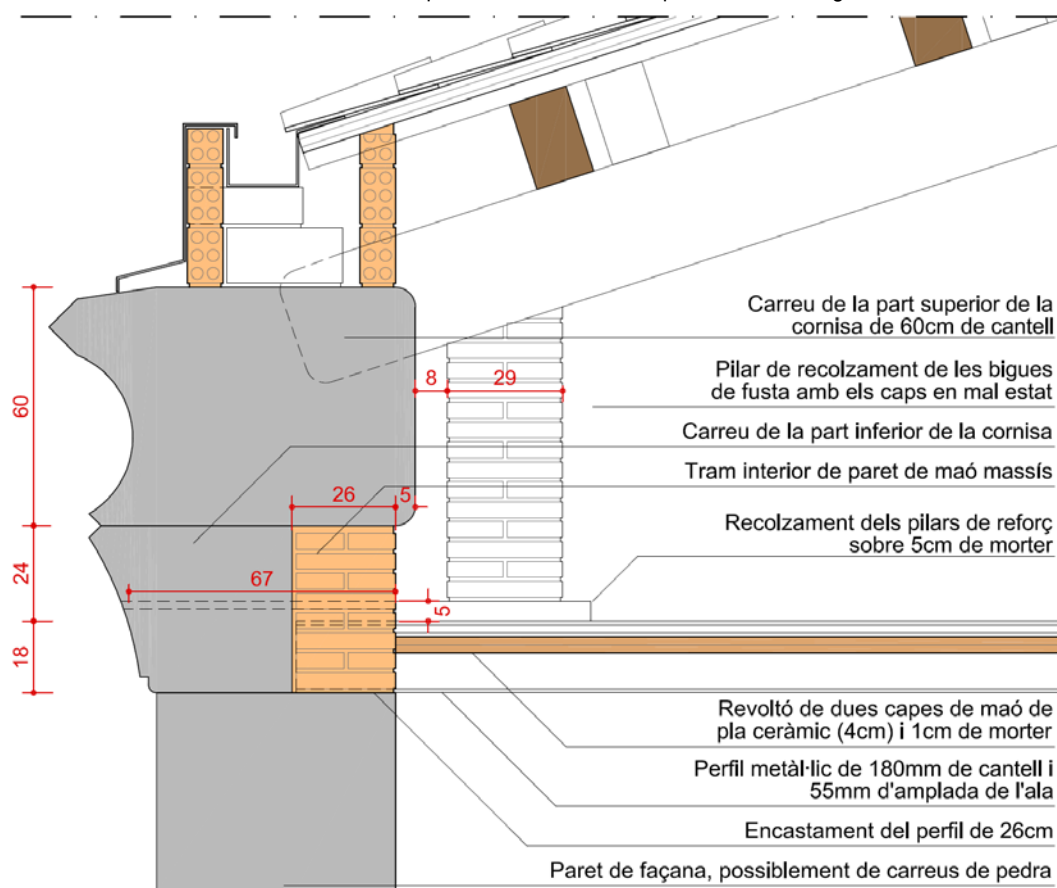 Carreu de la part superior de la
cornisa de 60cm de cantell
Pilar de recolzament de les bigues
de fusta amb els caps en mal estat
8
29
60
Carreu de la part inferior de la cornisa
Tram interior de paret de maó massís
26
5
Recolzament dels pilars de reforç
sobre 5cm de morter
24
67
5
18
Revoltó de dues capes de maó de
pla ceràmic (4cm) i 1cm de morter
Perfil metàl·lic de 180mm de cantell i
55mm d'amplada de l'ala
Encastament del perfil de 26cm
Paret de façana, possiblement de carreus de pedra